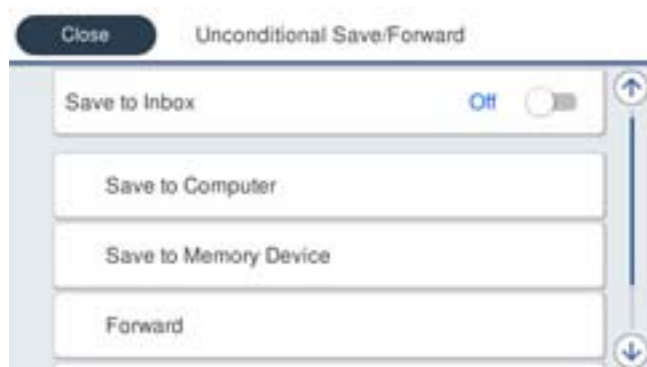 Close Unconditional Save/Forward
Save to Inbox Off
Save to Computer
Save to Memory Device
Forward